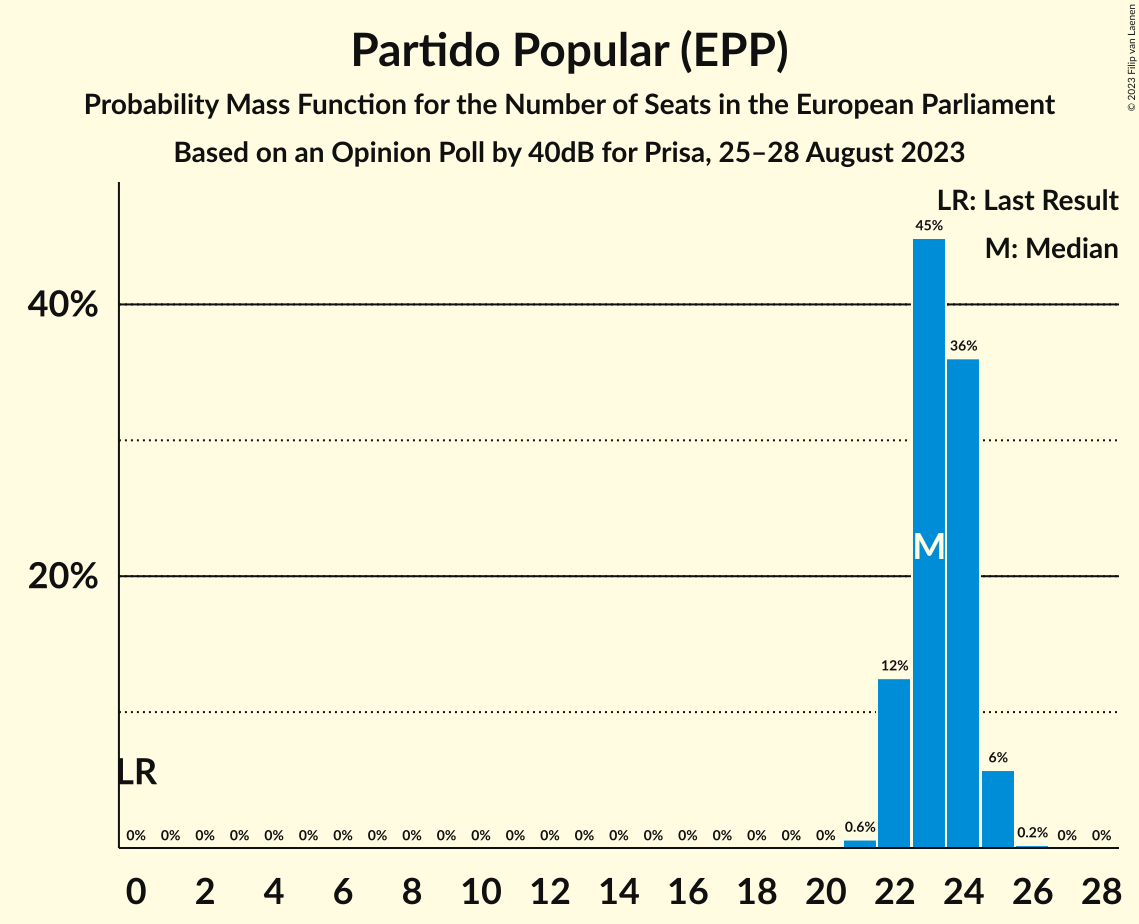 Partido Popular (EPP)
Probability Mass Function for the Number of Seats in the European Parliament
Based on an Opinion Poll by 40dB for Prisa, 25–28 August 2023
© 2023 Filip van Laenen
LR: Last Result
M: Median
40%
20%
45%
36%
M
12%
6%
LR
0% 0% 0% 0% 0% 0% 0% 0% 0% 0% 0% 0% 0% 0% 0% 0% 0% 0% 0% 0% 0% 0.6% 0.2% 0% 0%
0 2 4 6 8 10 12 14 16 18 20 22 24 26 28